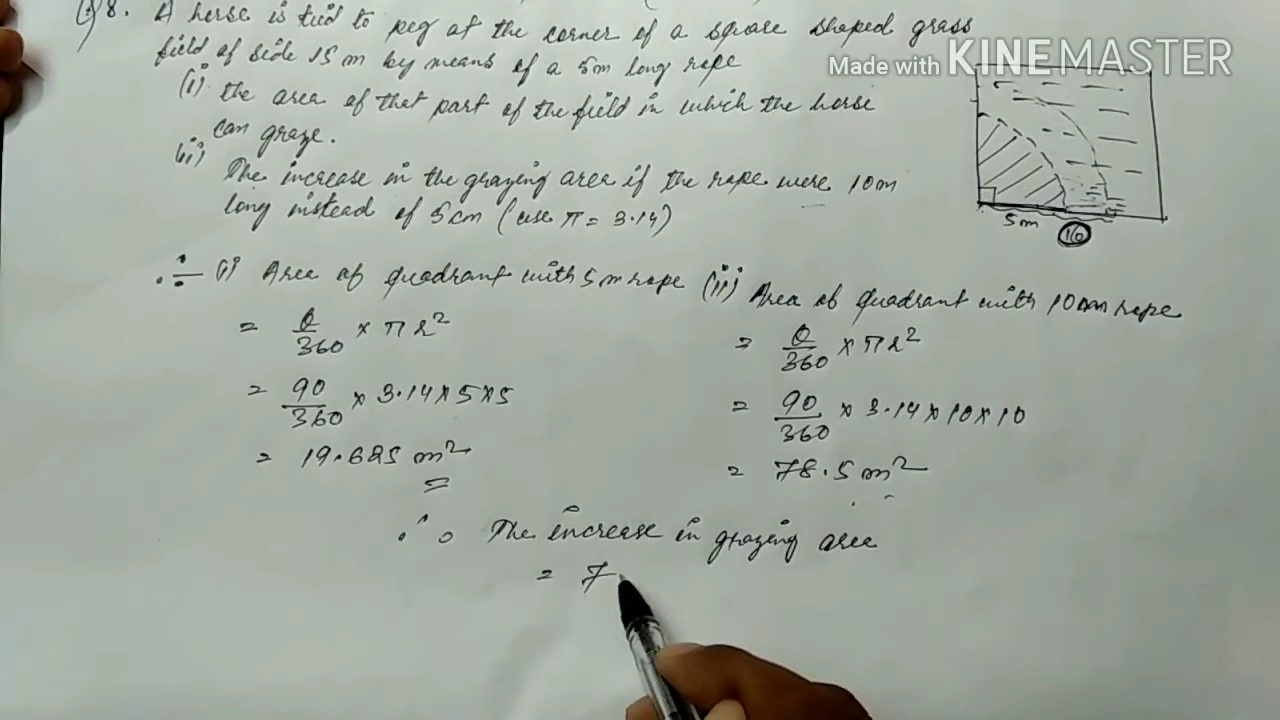 Q8. A horse is tied to peg at the corner of a square shaped grass
field of side 15 m by means of a 5m long rope
Made with KINEMASTER
(i) the area of that part of the field in which the horse
can graze.
(ii) The increase in the grazing area if the rope were 10m
long instead of 5cm (use π = 3.14)
5m
10
(i) Area of quadrant with 5m rope
= θ/360 × πr²
= 90/360 × 3.14 × 5 × 5
= 19.625 m²
(ii) Area of quadrant with 10m rope
= θ/360 × πr²
= 90/360 × 3.14 × 10 × 10
= 78.5 m²
∴ The increase in grazing area
= 7